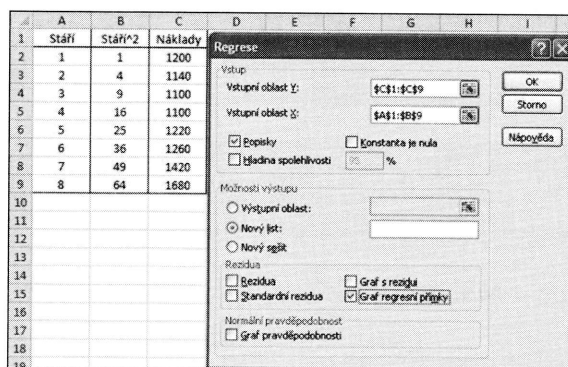 A B C D E F G H I
1 Stáří Stáří^2 Náklady
2 1 1 1200
3 2 4 1140
4 3 9 1100
5 4 16 1100
6 5 25 1220
7 6 36 1260
8 7 49 1420
9 8 64 1680
10
11
12
13
14
15
16
17
18
19
Regrese
Vstup
Vstupní oblast Y: $C$1:$C$9
Vstupní oblast X: $A$1:$B$9
Popisky Konstanta je nula
Hladina spolehlivosti 95 %
OK
Storno
Nápověda
Možnosti výstupu
Výstupní oblast:
Nový list:
Nový sešit
Rezidua
Rezidua Graf s rezidui
Standardní rezidua Graf regresní přímky
Normální pravděpodobnost
Graf pravděpodobnosti